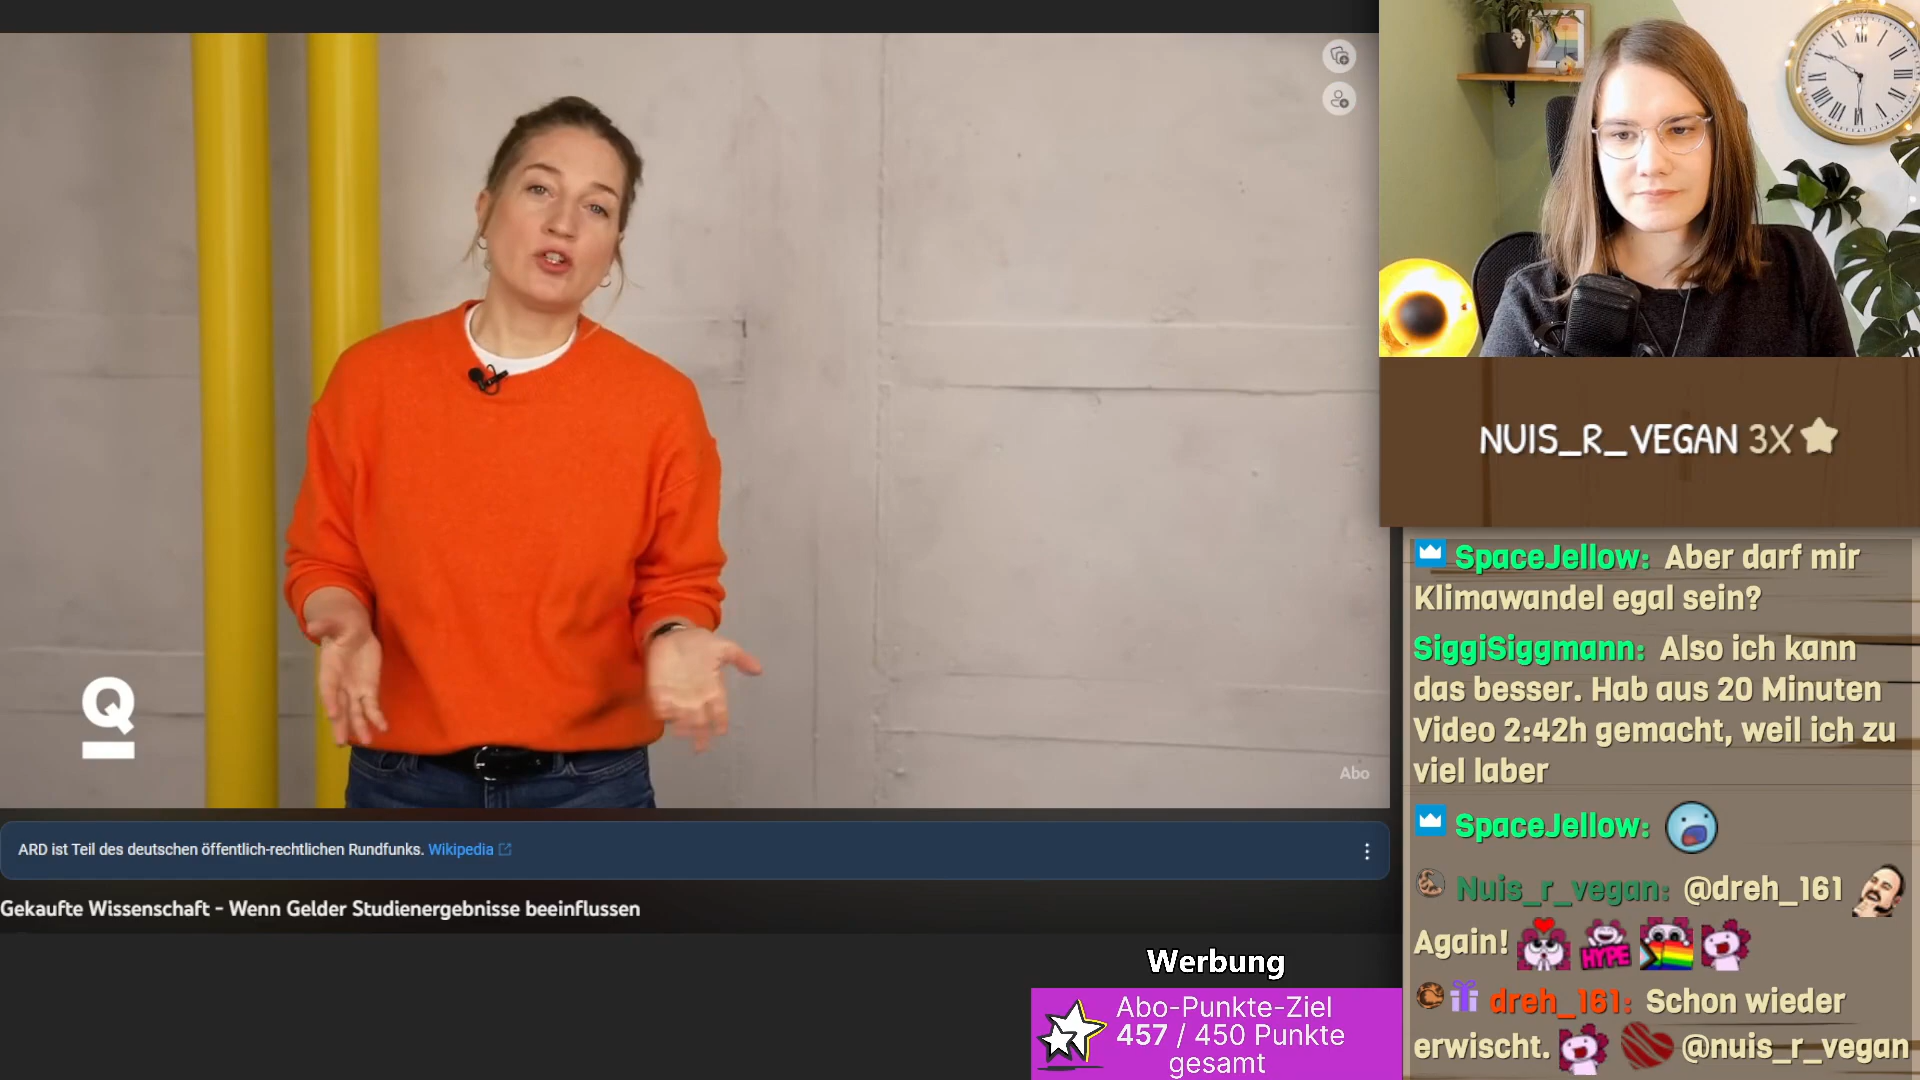 Q
Abo
ARD ist Teil des deutschen öffentlich-rechtlichen Rundfunks. Wikipedia
Gekaufte Wissenschaft - Wenn Gelder Studienergebnisse beeinflussen
Werbung
Abo-Punkte-Ziel
457 / 450 Punkte
gesamt
NUIS_R_VEGAN 3X
SpaceJellow: Aber darf mir
Klimawandel egal sein?
SiggiSiggmann: Also ich kann
das besser. Hab aus 20 Minuten
Video 2:42h gemacht, weil ich zu
viel laber
SpaceJellow:
Nuis_r_vegan: @dreh_161
Again! HYPE
dreh_161: Schon wieder
erwischt. @nuis_r_vegan